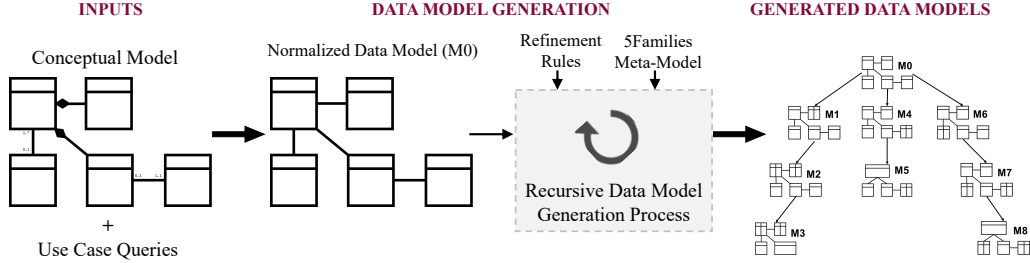 INPUTS
DATA MODEL GENERATION
GENERATED DATA MODELS
Conceptual Model
+
Use Case Queries
Normalized Data Model (M0)
Refinement
Rules
5Families
Meta-Model
Recursive Data Model
Generation Process
M0
M1
M4
M6
M2
M5
M7
M3
M8